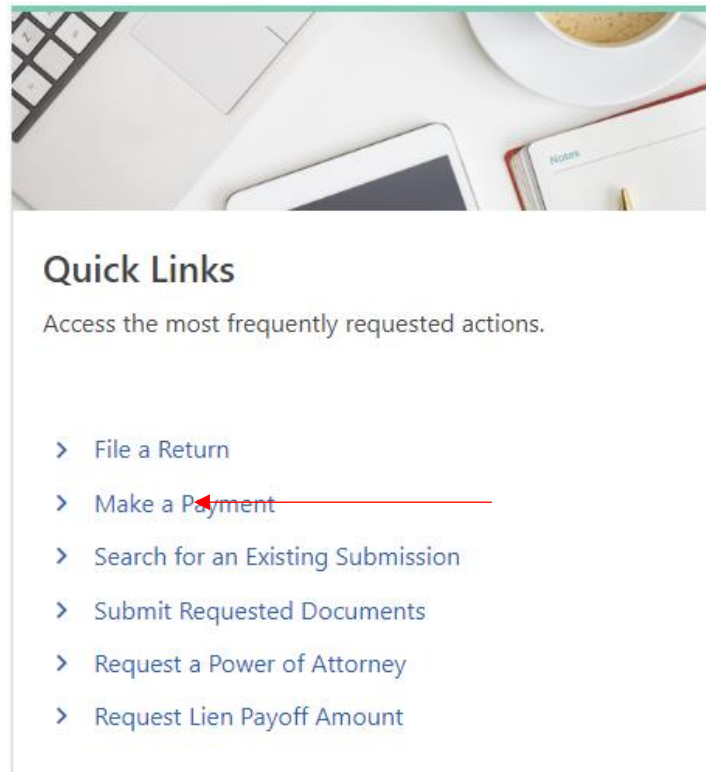 Notes
Quick Links
Access the most frequently requested actions.
File a Return
Make a Payment
Search for an Existing Submission
Submit Requested Documents
Request a Power of Attorney
Request Lien Payoff Amount